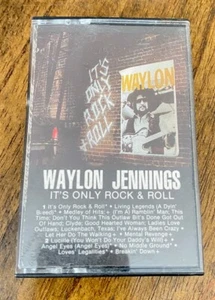 IT'S
ONLY
ROCK &
ROLL
WAYLON
WAYLON JENNINGS
IT'S ONLY ROCK & ROLL
1 It's Only Rock & Roll* • Living Legends (A Dyin'
Breed)* • Medley of Hits: • (I'm A) Ramblin' Man; This
Time; Don't You Think This Outlaw Bit's Done Got Out
Of Hand; Clyde; Good Hearted Woman; Ladies Love
Outlaws; Luckenbach, Texas; I've Always Been Crazy •
Let Her Do The Walking • Mental Revenge •
2 Lucille (You Won't Do Your Daddy's Will) •
Angel Eyes (Angel Eyes)* • No Middle Ground* •
Loves' Legalities* • Breakin' Down •